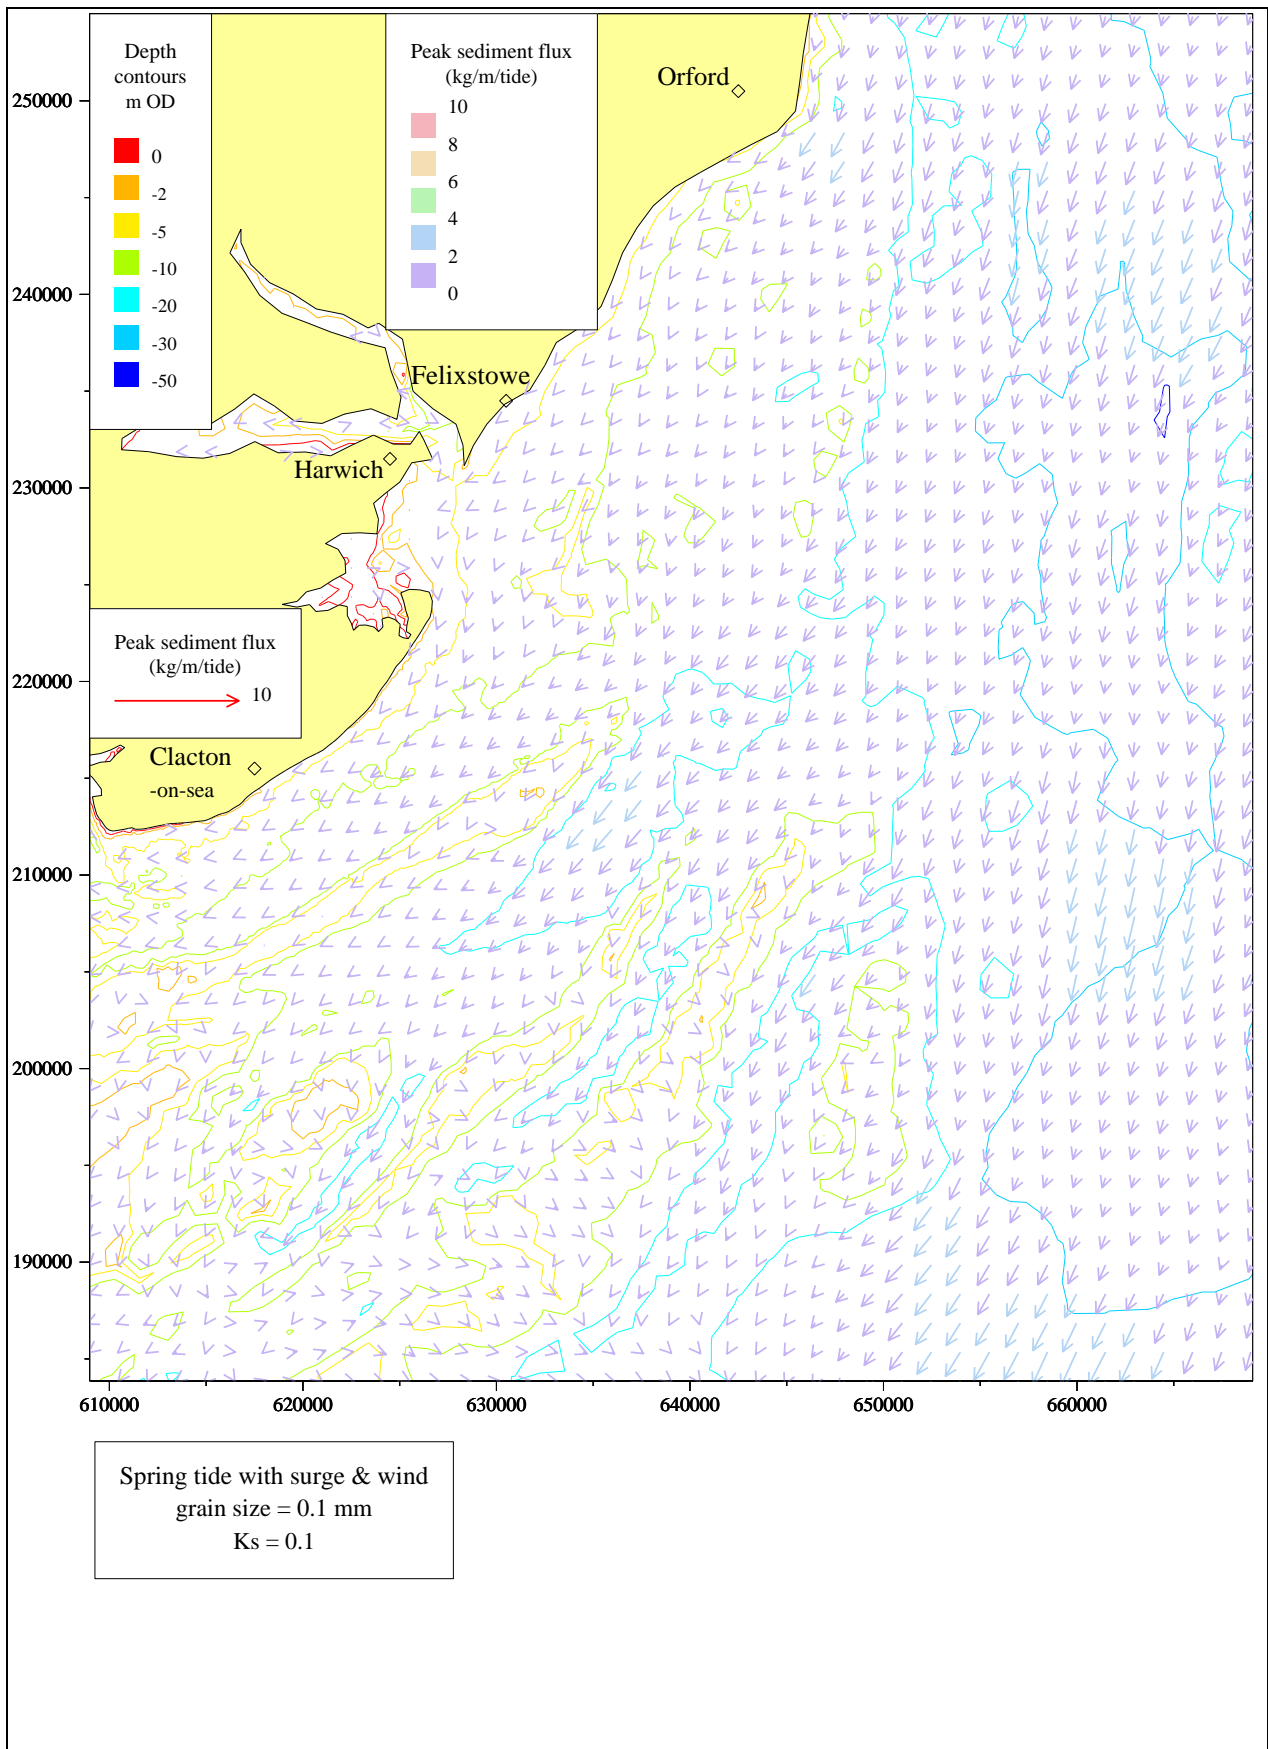 Depth
contours
m OD
0
-2
-5
-10
-20
-30
-50
Peak sediment flux
(kg/m/tide)
10
8
6
4
2
0
Orford
Felixstowe
Harwich
Peak sediment flux
(kg/m/tide)
10
Clacton
-on-sea
250000
240000
230000
220000
210000
200000
190000
610000 620000 630000 640000 650000 660000
Spring tide with surge & wind
grain size = 0.1 mm
Ks = 0.1